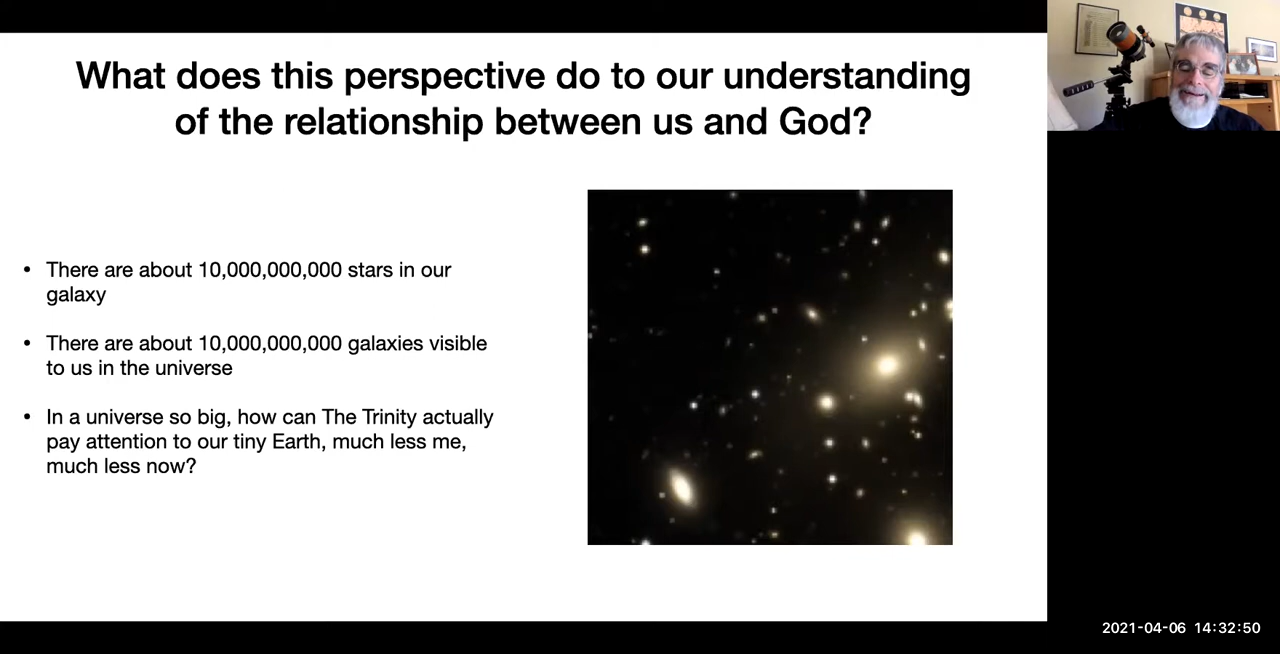 What does this perspective do to our understanding
of the relationship between us and God?
• There are about 10,000,000,000 stars in our
galaxy
• There are about 10,000,000,000 galaxies visible
to us in the universe
• In a universe so big, how can The Trinity actually
pay attention to our tiny Earth, much less me,
much less now?
2021-04-06 14:32:50